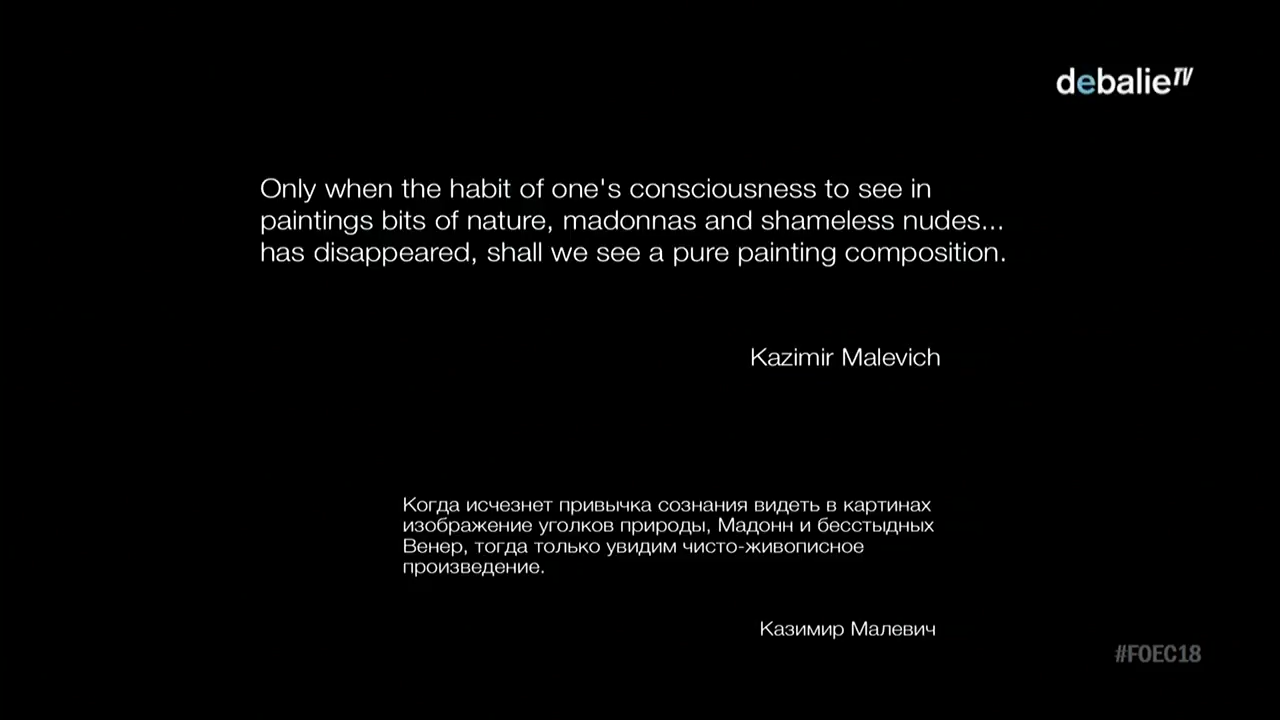 debalieTV
Only when the habit of one's consciousness to see in
paintings bits of nature, madonnas and shameless nudes...
has disappeared, shall we see a pure painting composition.
Kazimir Malevich
Когда исчезнет привычка сознания видеть в картинах
изображение уголков природы, Мадонн и бесстыдных
Венер, тогда только увидим чисто-живописное
произведение.
Казимир Малевич
#FOEC18